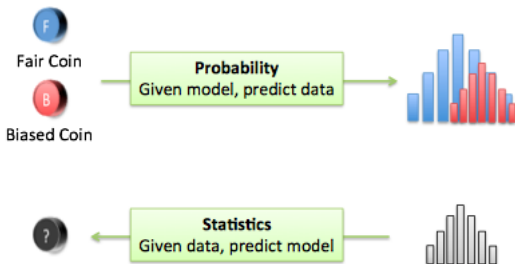 F
Fair Coin
B
Biased Coin
Probability
Given model, predict data
?
Statistics
Given data, predict model